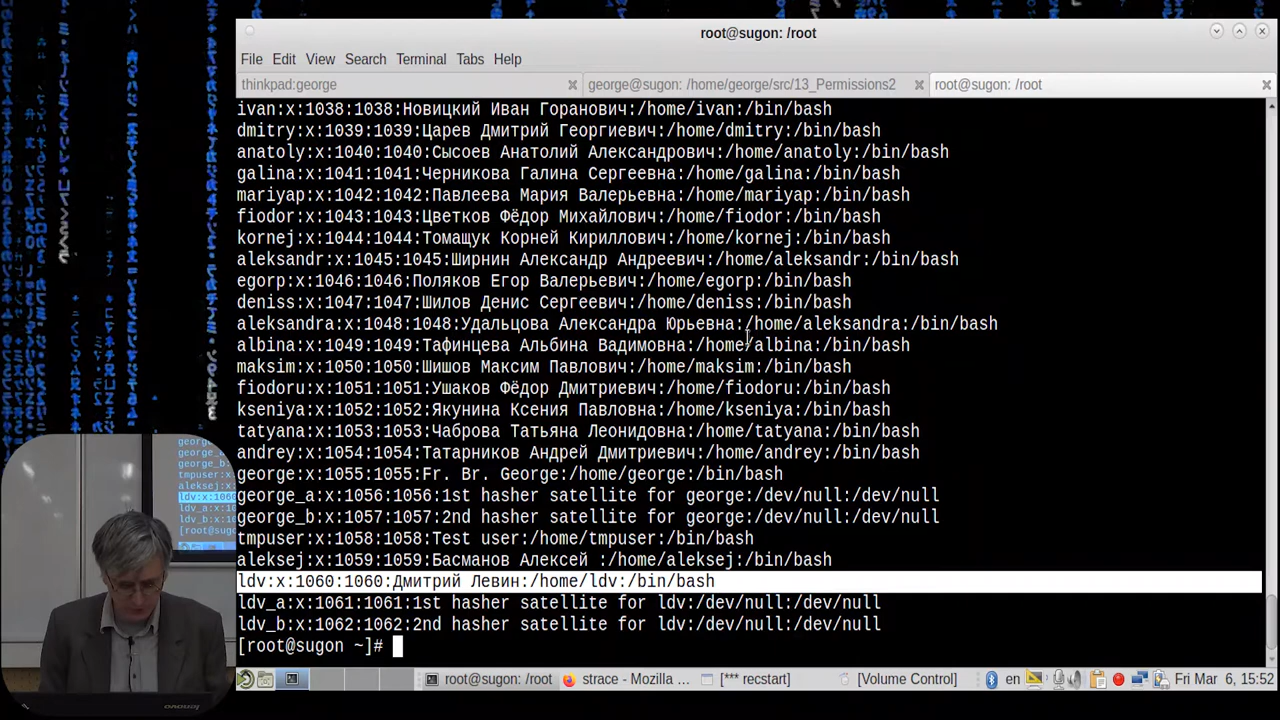 root@sugon: /root
File Edit View Search Terminal Tabs Help
thinkpad:george
george@sugon: /home/george/src/13_Permissions2
root@sugon: /root
ivan:x:1038:1038:Новицкий Иван Горанович:/home/ivan:/bin/bash
dmitry:x:1039:1039:Царев Дмитрий Георгиевич:/home/dmitry:/bin/bash
anatoly:x:1040:1040:Сысоев Анатолий Александрович:/home/anatoly:/bin/bash
galina:x:1041:1041:Черникова Галина Сергеевна:/home/galina:/bin/bash
mariyap:x:1042:1042:Павлеева Мария Валерьевна:/home/mariyap:/bin/bash
fiodor:x:1043:1043:Цветков Фёдор Михайлович:/home/fiodor:/bin/bash
kornej:x:1044:1044:Томащук Корней Кириллович:/home/kornej:/bin/bash
aleksandr:x:1045:1045:Ширнин Александр Андреевич:/home/aleksandr:/bin/bash
egorp:x:1046:1046:Поляков Егор Валерьевич:/home/egorp:/bin/bash
deniss:x:1047:1047:Шилов Денис Сергеевич:/home/deniss:/bin/bash
aleksandra:x:1048:1048:Удальцова Александра Юрьевна:/home/aleksandra:/bin/bash
albina:x:1049:1049:Тафинцева Альбина Вадимовна:/home/albina:/bin/bash
maksim:x:1050:1050:Шишов Максим Павлович:/home/maksim:/bin/bash
fiodoru:x:1051:1051:Ушаков Фёдор Дмитриевич:/home/fiodoru:/bin/bash
kseniya:x:1052:1052:Якунина Ксения Павловна:/home/kseniya:/bin/bash
tatyana:x:1053:1053:Чаброва Татьяна Леонидовна:/home/tatyana:/bin/bash
andrey:x:1054:1054:Татарников Андрей Дмитриевич:/home/andrey:/bin/bash
george:x:1055:1055:Fr. Br. George:/home/george:/bin/bash
george_a:x:1056:1056:1st hasher satellite for george:/dev/null:/dev/null
george_b:x:1057:1057:2nd hasher satellite for george:/dev/null:/dev/null
tmpuser:x:1058:1058:Test user:/home/tmpuser:/bin/bash
aleksej:x:1059:1059:Басманов Алексей :/home/aleksej:/bin/bash
ldv:x:1060:1060:Дмитрий Левин:/home/ldv:/bin/bash
ldv_a:x:1061:1061:1st hasher satellite for ldv:/dev/null:/dev/null
ldv_b:x:1062:1062:2nd hasher satellite for ldv:/dev/null:/dev/null
[root@sugon ~]#
root@sugon: /root
strace - Mozilla ...
[*** recstart]
[Volume Control]
en
Fri Mar 6, 15:52